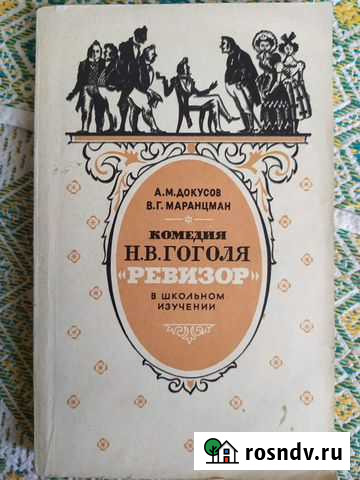 А.М.ДОКУСОВ
В.Г.МАРАНЦМАН
КОМЕДИЯ
Н.В.ГОГОЛЯ
«РЕВИЗОР»
В ШКОЛЬНОМ
ИЗУЧЕНИИ
rosndv.ru